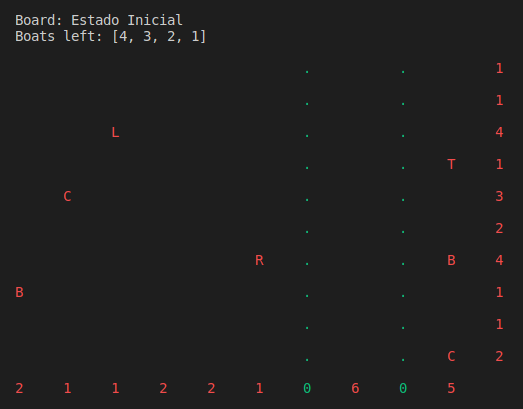 Board: Estado Inicial
Boats left: [4, 3, 2, 1]
. . 1
. . 1
L . . 4
. . T 1
C . . 3
. . 2
R . . B 4
B . . 1
. . 1
. . C 2
2 1 1 2 2 1 0 6 0 5